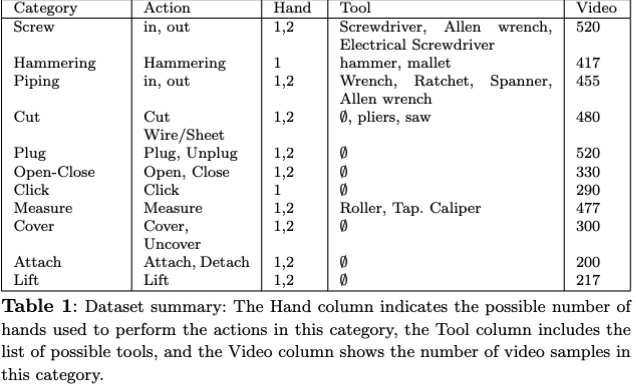 Category Action Hand Tool Video
Screw in, out 1,2 Screwdriver, Allen wrench, 520
Electrical Screwdriver
Hammering Hammering 1 hammer, mallet 417
Piping in, out 1,2 Wrench, Ratchet, Spanner, 455
Allen wrench
Cut Cut 1,2 ∅, pliers, saw 480
Wire/Sheet
Plug Plug, Unplug 1,2 ∅ 520
Open-Close Open, Close 1,2 ∅ 330
Click Click 1 ∅ 290
Measure Measure 1,2 Roller, Tap. Caliper 477
Cover Cover, 1,2 ∅ 300
Uncover
Attach Attach, Detach 1,2 ∅ 200
Lift Lift 1,2 ∅ 217
Table 1: Dataset summary: The Hand column indicates the possible number of
hands used to perform the actions in this category, the Tool column includes the
list of possible tools, and the Video column shows the number of video samples in
this category.